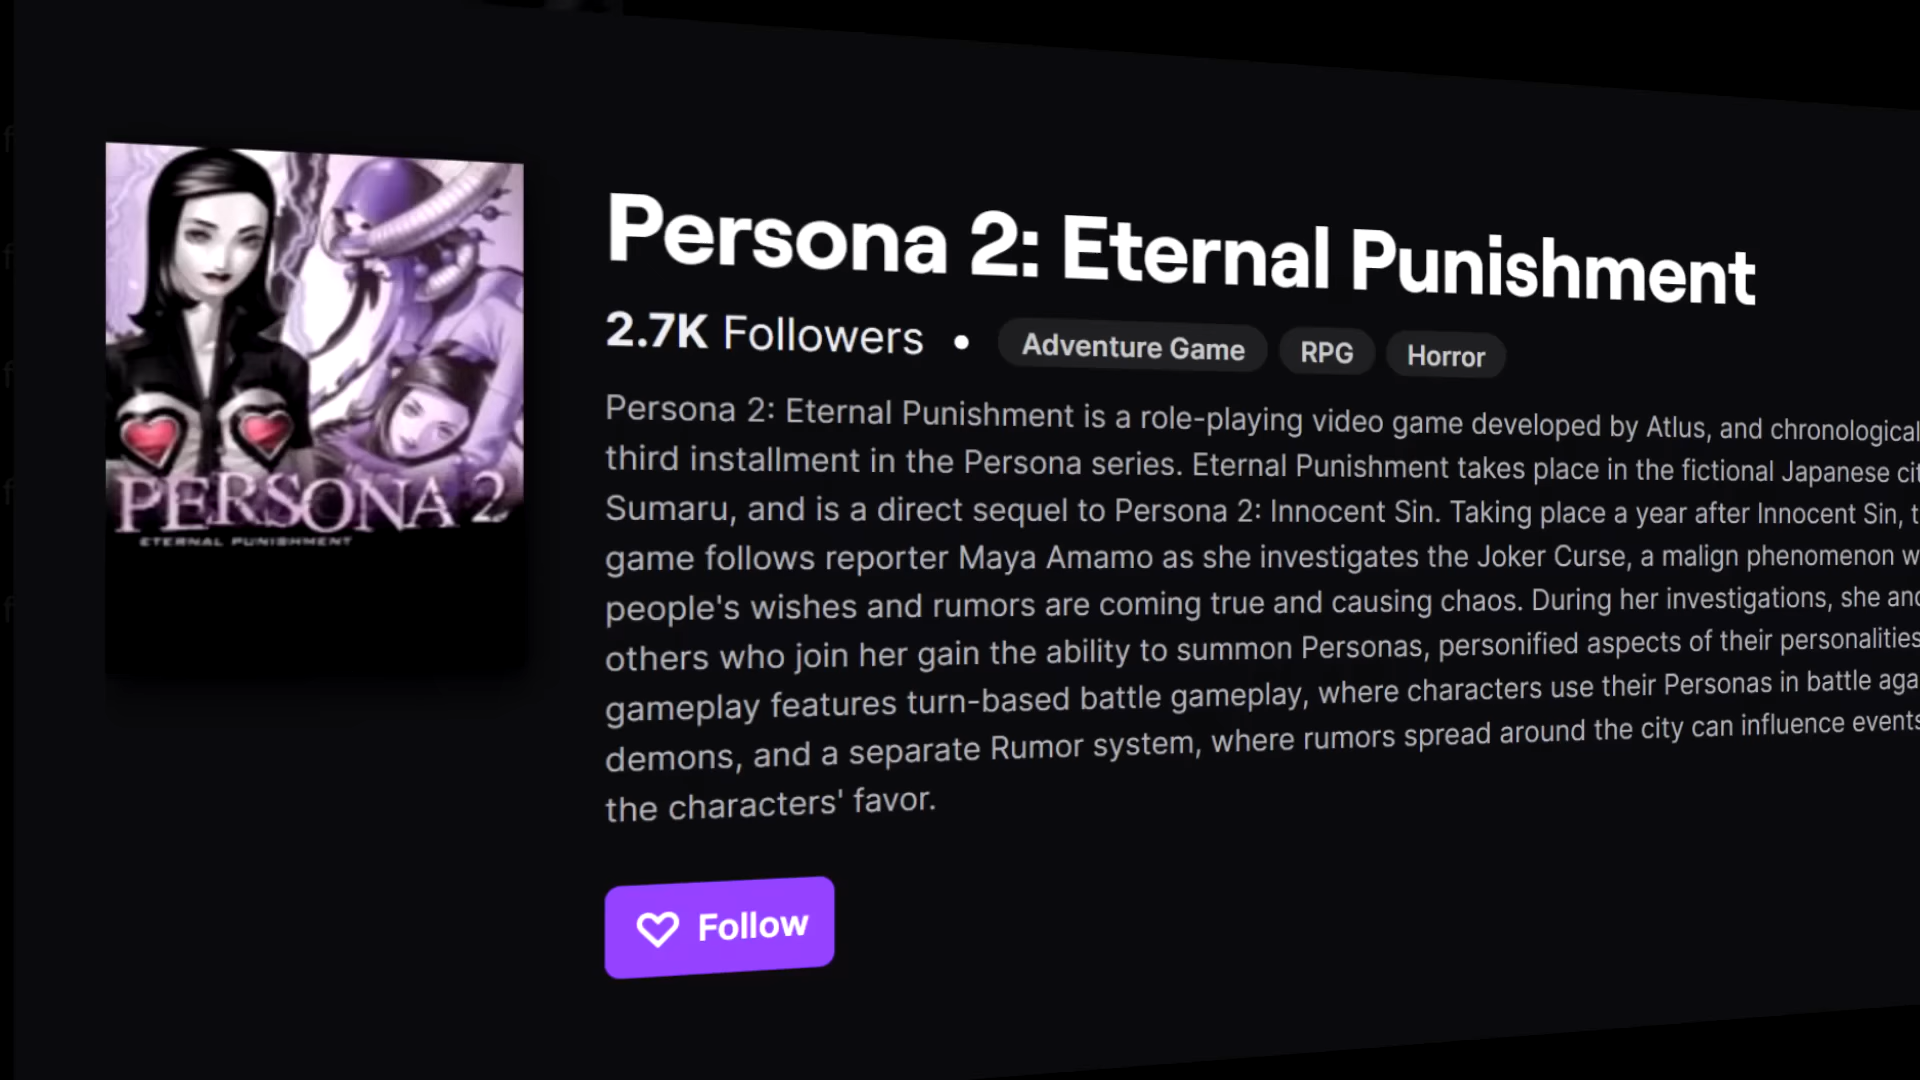 PERSONA 2
ETERNAL PUNISHMENT
Persona 2: Eternal Punishment
2.7K Followers • Adventure Game RPG Horror
Persona 2: Eternal Punishment is a role-playing video game developed by Atlus, and
third installment in the Persona series. Eternal Punishment takes place in the fictional Japanese
Sumaru, and is a direct sequel to Persona 2: Innocent Sin. Taking place a year after Innocent Sin,
game follows reporter Maya Amamo as she investigates the Joker Curse, a malign phenomenon
people's wishes and rumors are coming true and causing chaos. During her investigations, she
others who join her gain the ability to summon Personas, personified aspects of their personalities
gameplay features turn-based battle gameplay, where characters use their Personas in battle
demons, and a separate Rumor system, where rumors spread around the city can influence events
the characters' favor.
Follow